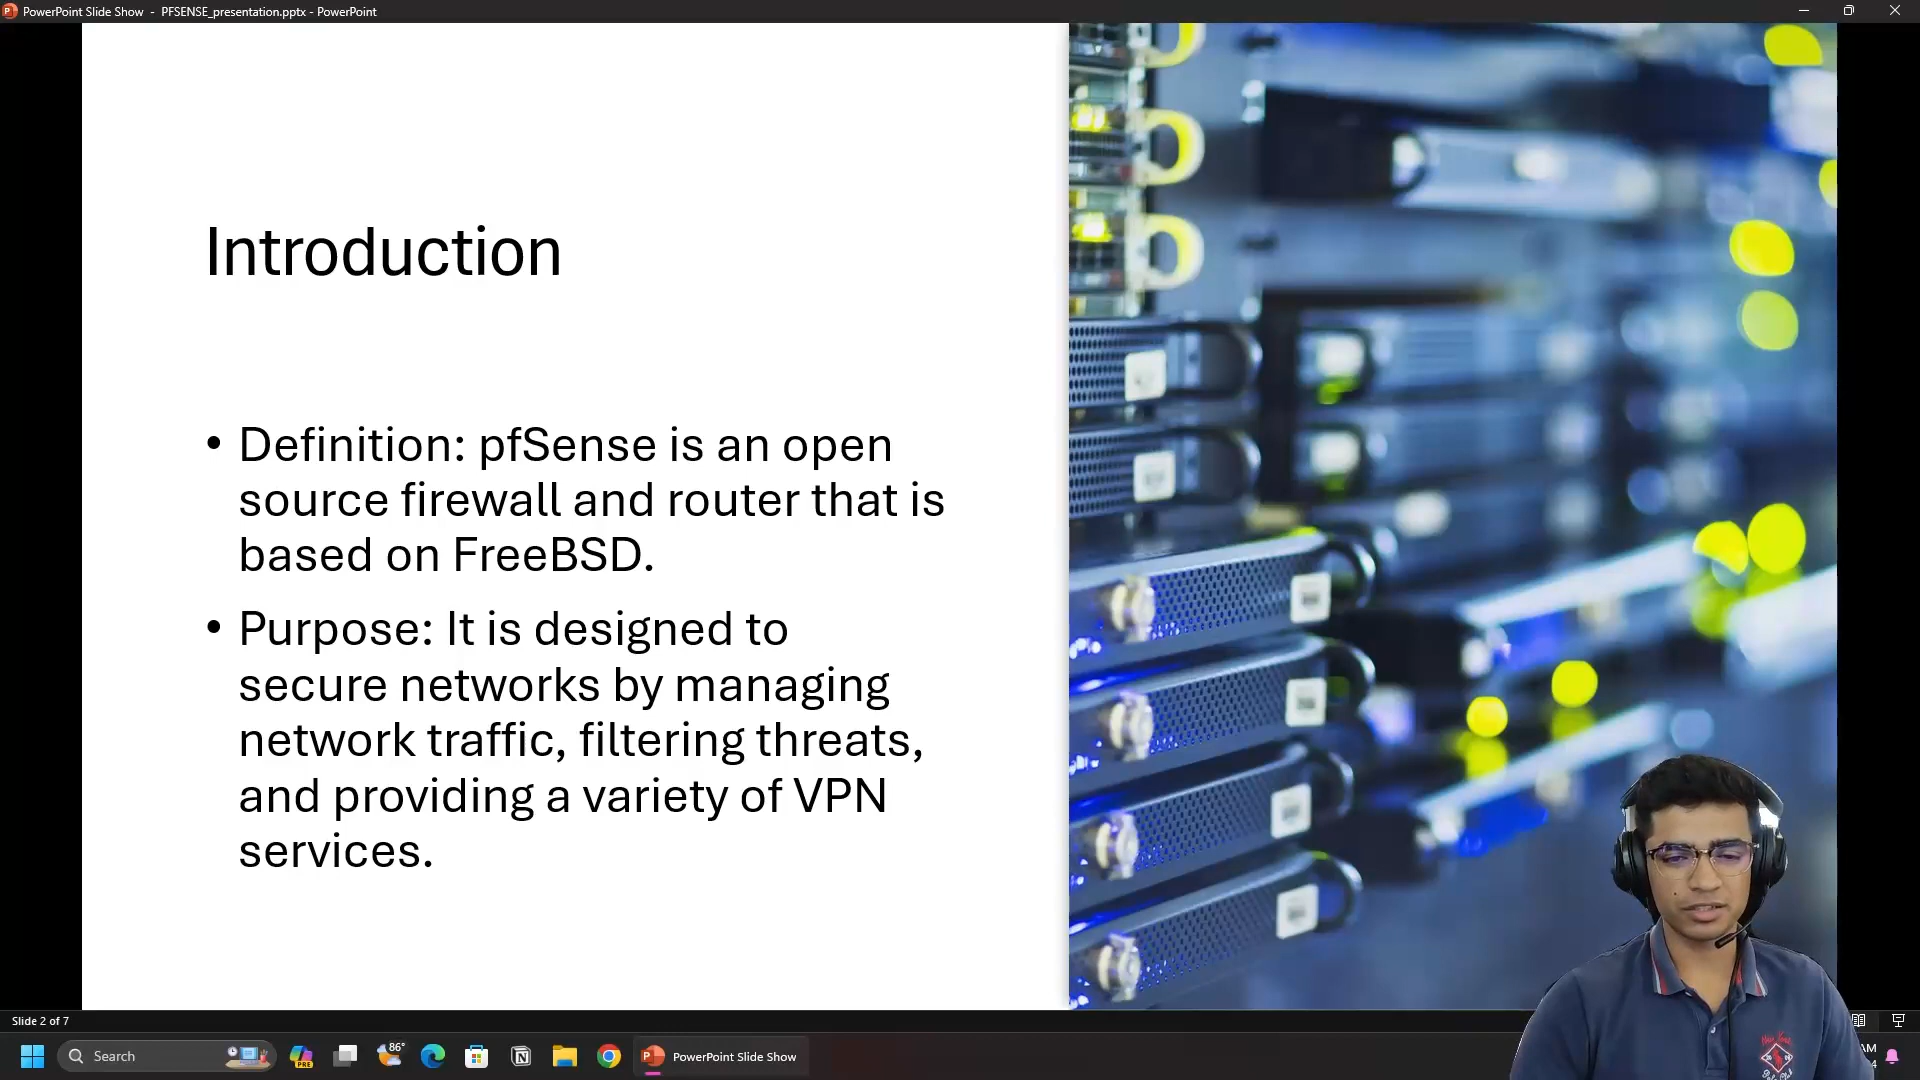 PowerPoint Slide Show - PFSENSE_presentation.pptx - PowerPoint
Introduction
• Definition: pfSense is an open
source firewall and router that is
based on FreeBSD.
• Purpose: It is designed to
secure networks by managing
network traffic, filtering threats,
and providing a variety of VPN
services.
Slide 2 of 7
Search
PRE
86°
PowerPoint Slide Show
AM